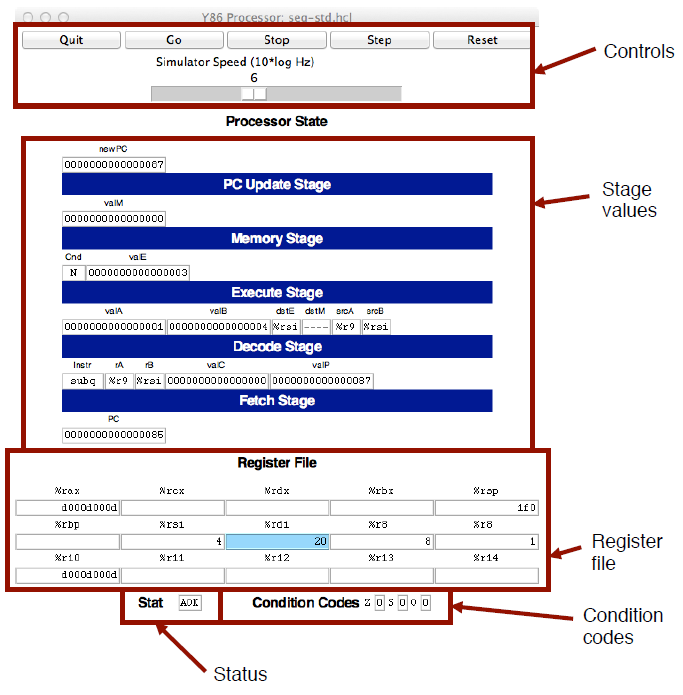 Y86 Processor: seq-std.hcl
Quit Go Stop Step Reset
Simulator Speed (10*log Hz)
6
Controls
Processor State
newPC
0000000000000087
PC Update Stage
Stage
values
valM
0000000000000000
Memory Stage
Cnd valE
N 0000000000000003
Execute Stage
valA valB dstE dstM srcA srcB
0000000000000001 0000000000000004 %rsi ---- %r9 %rsi
Decode Stage
Instr rA rB valC valP
subq %r9 %rsi 0000000000000000 0000000000000087
Fetch Stage
PC
0000000000000085
Register File
%rax %rcx %rdx %rbx %rsp
d000d000d 1f0
%rbp %rsi %rdi %r8 %r8
4 20 8 1
%r10 %r11 %r12 %r13 %r14
d000d000d
Register
file
Stat AOK Condition Codes Z 0 S 0 O 0
Condition
codes
Status